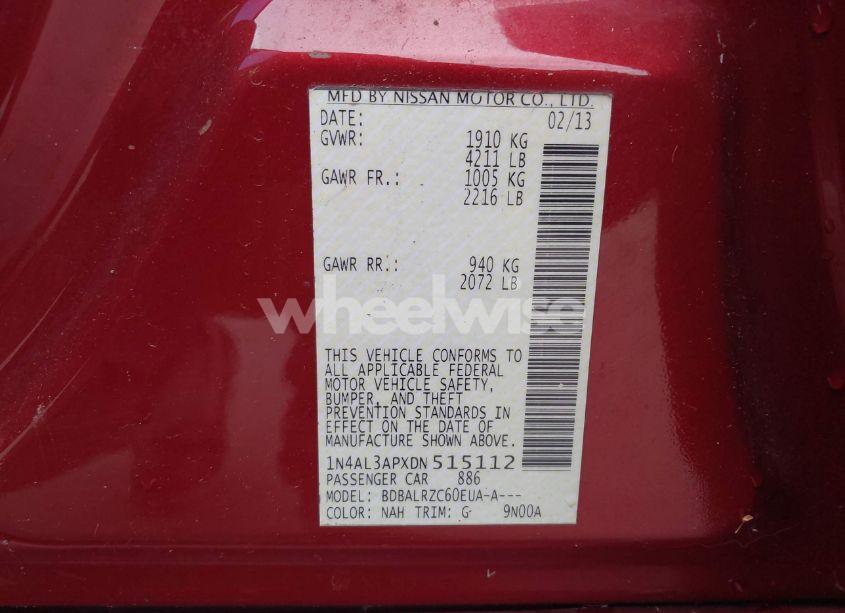 MFD BY NISSAN MOTOR CO., LTD.
DATE: 02/13
GVWR: 1910 KG
4211 LB
GAWR FR.: 1005 KG
2216 LB
GAWR RR.: 940 KG
2072 LB
wheelwise
THIS VEHICLE CONFORMS TO
ALL APPLICABLE FEDERAL
MOTOR VEHICLE SAFETY,
BUMPER, AND THEFT
PREVENTION STANDARDS IN
EFFECT ON THE DATE OF
MANUFACTURE SHOWN ABOVE.
1N4AL3APXDN515112
PASSENGER CAR 886
MODEL: BDBALRZC60EUA-A---
COLOR: NAH TRIM: G 9N00A